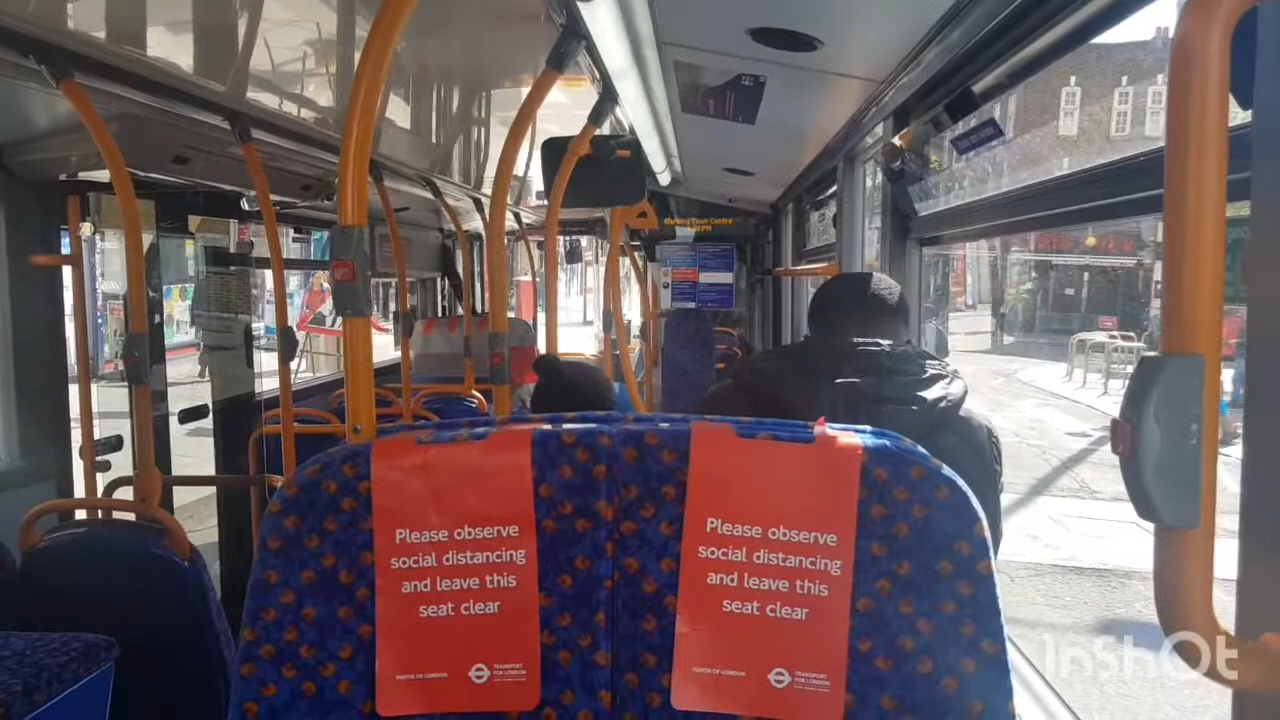 Barking Town Centre
Please observe
social distancing
and leave this
seat clear
MAYOR OF LONDON
TRANSPORT
FOR LONDON
Please observe
social distancing
and leave this
seat clear
MAYOR OF LONDON
TRANSPORT
FOR LONDON
InShOt